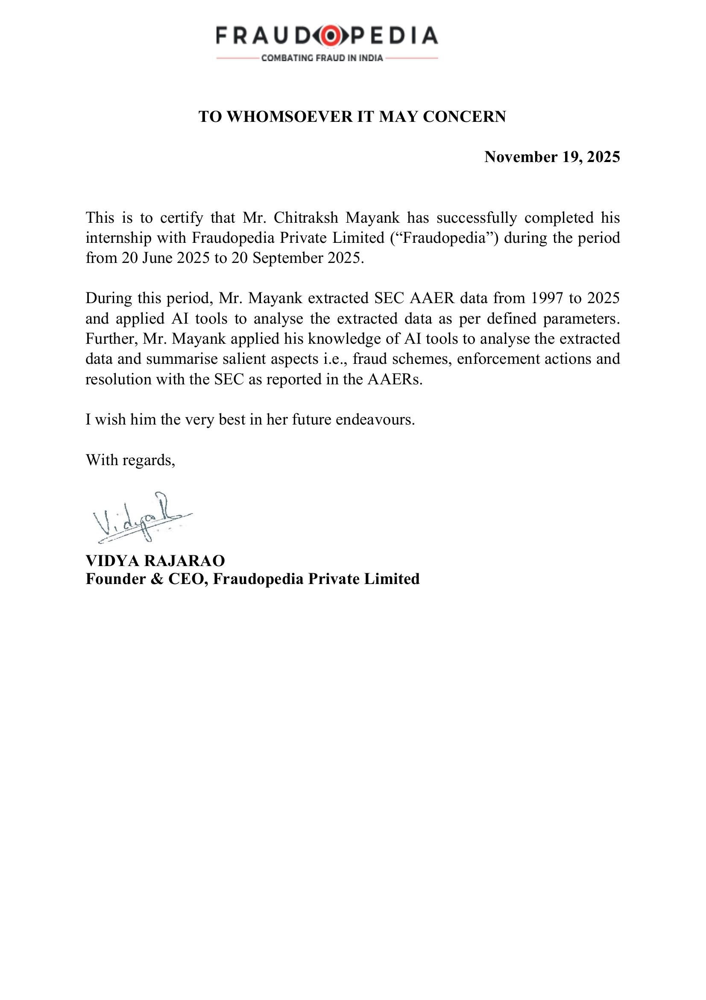 FRAUDOPEDIA
COMBATING FRAUD IN INDIA
TO WHOMSOEVER IT MAY CONCERN
November 19, 2025
This is to certify that Mr. Chitraksh Mayank has successfully completed his
internship with Fraudopedia Private Limited (“Fraudopedia”) during the period
from 20 June 2025 to 20 September 2025.
During this period, Mr. Mayank extracted SEC AAER data from 1997 to 2025
and applied AI tools to analyse the extracted data as per defined parameters.
Further, Mr. Mayank applied his knowledge of AI tools to analyse the extracted
data and summarise salient aspects i.e., fraud schemes, enforcement actions and
resolution with the SEC as reported in the AAERs.
I wish him the very best in her future endeavours.
With regards,
VidyaR
VIDYA RAJARAO
Founder & CEO, Fraudopedia Private Limited